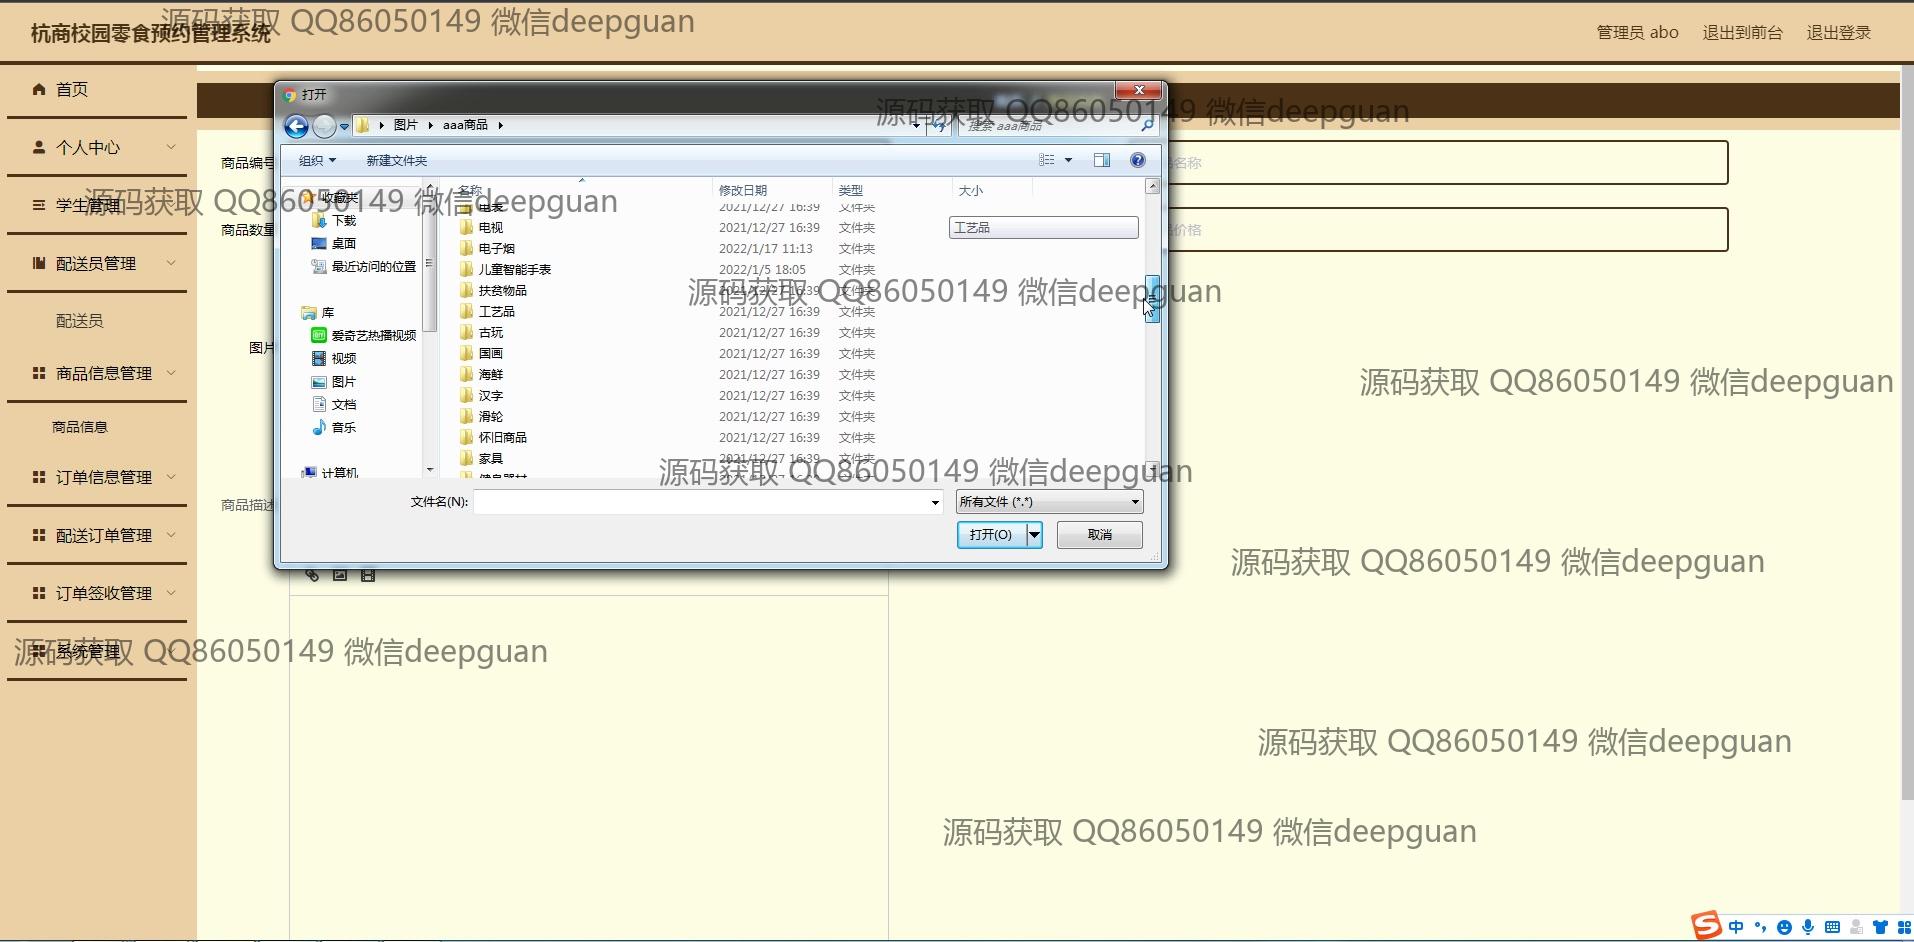 杭商校园零食预约管理系统
管理员 abo 退出到前台 退出登录
源码获取 QQ86050149 微信deepguan
首页
个人中心
学生管理
配送员管理
配送员
商品信息管理
商品信息
订单信息管理
配送订单管理
订单签收管理
系统管理
商品编号
商品数量
图片
商品描述
名称
价格
打开
图片 aaa商品
搜索 aaa商品
源码获取 QQ86050149 微信deepguan
组织 新建文件夹
收藏夹
下载
桌面
最近访问的位置
库
爱奇艺热播视频
视频
图片
文档
音乐
计算机
名称 修改日期 类型 大小
源码获取 QQ86050149 微信deepguan
电表 2021/12/27 16:39 文件夹
电视 2021/12/27 16:39 文件夹
工艺品
电子烟 2022/1/17 11:13 文件夹
儿童智能手表 2022/1/5 18:05 文件夹
扶贫物品 2021/12/27 16:39 文件夹
源码获取 QQ86050149 微信deepguan
工艺品 2021/12/27 16:39 文件夹
古玩 2021/12/27 16:39 文件夹
国画 2021/12/27 16:39 文件夹
海鲜 2021/12/27 16:39 文件夹
汉字 2021/12/27 16:39 文件夹
滑轮 2021/12/27 16:39 文件夹
怀旧商品 2021/12/27 16:39 文件夹
家具 2021/12/27 16:39 文件夹
源码获取 QQ86050149 微信deepguan
文件名(N): 所有文件 (*.*)
打开(O) 取消
源码获取 QQ86050149 微信deepguan
源码获取 QQ86050149 微信deepguan
源码获取 QQ86050149 微信deepguan
源码获取 QQ86050149 微信deepguan
源码获取 QQ86050149 微信deepguan
中